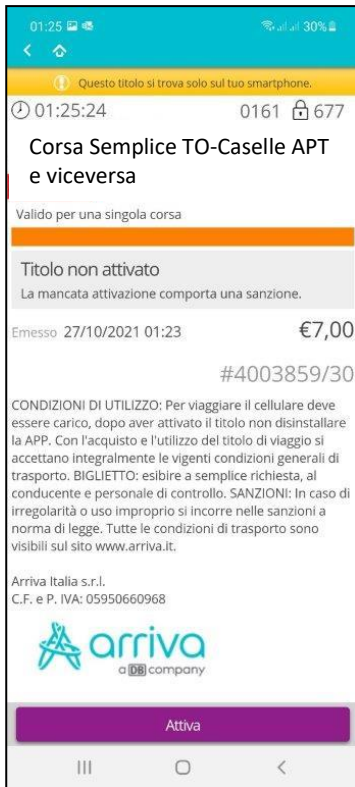 01:25 30%
Questo titolo si trova solo sul tuo smartphone.
01:25:24 0161 677
Corsa Semplice TO-Caselle APT
e viceversa
Valido per una singola corsa
Titolo non attivato
La mancata attivazione comporta una sanzione.
Emesso 27/10/2021 01:23 €7,00
#4003859/30
CONDIZIONI DI UTILIZZO: Per viaggiare il cellulare deve
essere carico, dopo aver attivato il titolo non disinstallare
la APP. Con l'acquisto e l'utilizzo del titolo di viaggio si
accettano integralmente le vigenti condizioni generali di
trasporto. BIGLIETTO: esibire a semplice richiesta, al
conducente e personale di controllo. SANZIONI: In caso di
irregolarità o uso improprio si incorre nelle sanzioni a
norma di legge. Tutte le condizioni di trasporto sono
visibili sul sito www.arriva.it.
Arriva Italia s.r.l.
C.F. e P. IVA: 05950660968
arriva
a DB company
Attiva